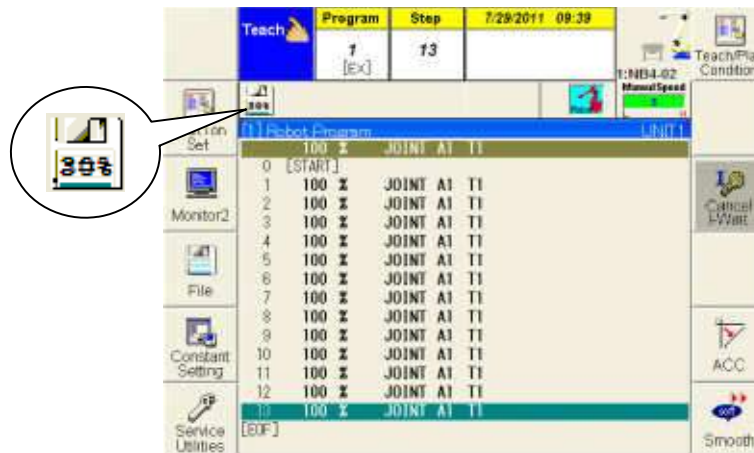 Teach
Program
1
[EX]
Step
13
7/29/2011 09:39
1:NB4-02
Manual Speed
Teach/Pla
Condition
30%
30%
Set
Monitor2
File
Constant
Setting
Service
Utilities
[1] Robot Program UNIT1
100 % JOINT A1 T1
0 [START]
1 100 % JOINT A1 T1
2 100 % JOINT A1 T1
3 100 % JOINT A1 T1
4 100 % JOINT A1 T1
5 100 % JOINT A1 T1
6 100 % JOINT A1 T1
7 100 % JOINT A1 T1
8 100 % JOINT A1 T1
9 100 % JOINT A1 T1
10 100 % JOINT A1 T1
11 100 % JOINT A1 T1
12 100 % JOINT A1 T1
13 100 % JOINT A1 T1
[EOF]
Cancel
I-Wait
ACC
soft
Smooth